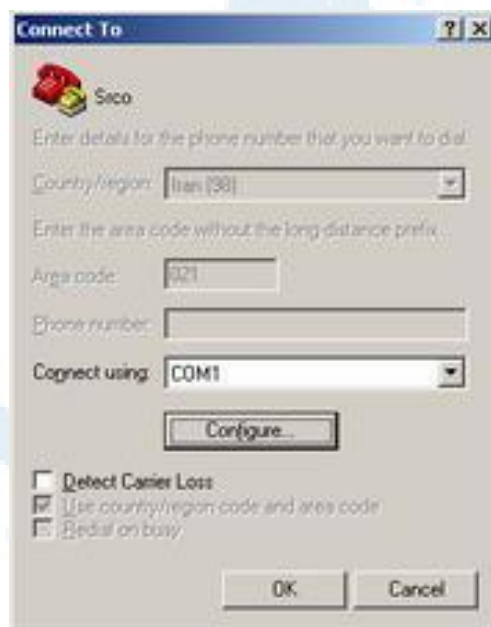 Connect To
Srco
Enter details for the phone number that you want to dial:
Country/region: Iran (98)
Enter the area code without the long-distance prefix.
Area code: 021
Phone number:
Connect using: COM1
Configure...
Detect Carrier Loss
Use country/region code and area code
Redial on busy
OK Cancel